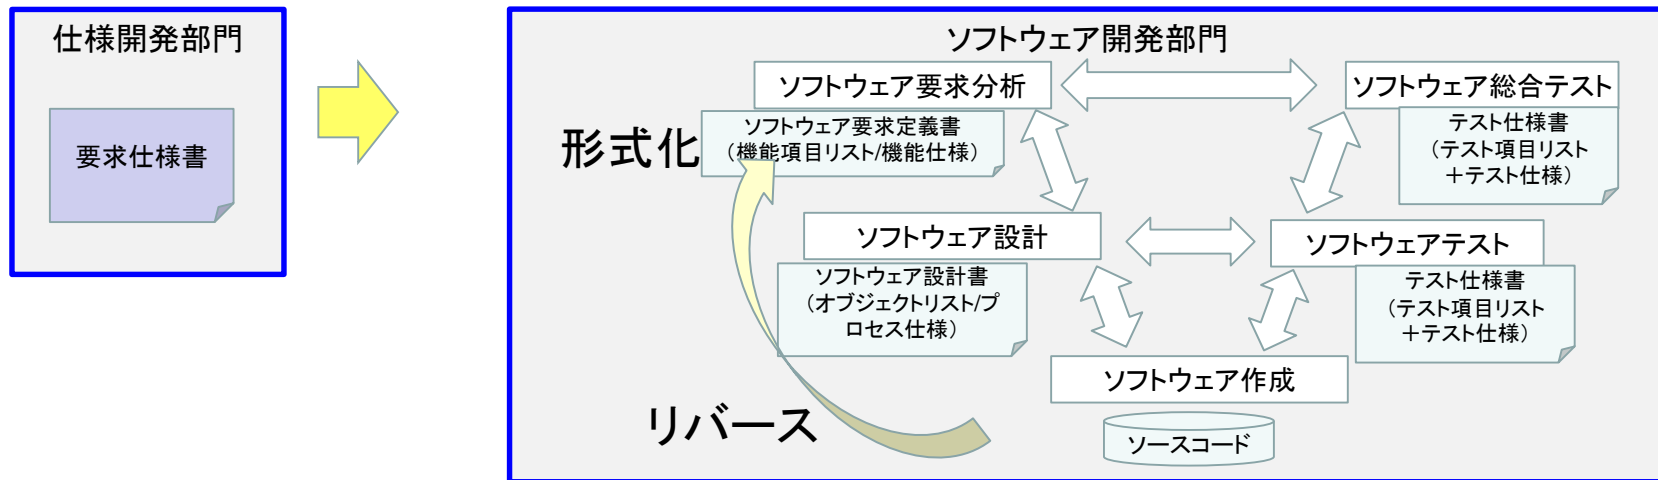 仕様開発部門
要求仕様書
ソフトウェア開発部門
ソフトウェア要求分析
ソフトウェア要求定義書
（機能項目リスト/機能仕様）
形式化
ソフトウェア総合テスト
テスト仕様書
（テスト項目リスト
＋テスト仕様）
ソフトウェア設計
ソフトウェア設計書
（オブジェクトリスト/プ
ロセス仕様）
ソフトウェアテスト
テスト仕様書
（テスト項目リスト
＋テスト仕様）
ソフトウェア作成
リバース
ソースコード